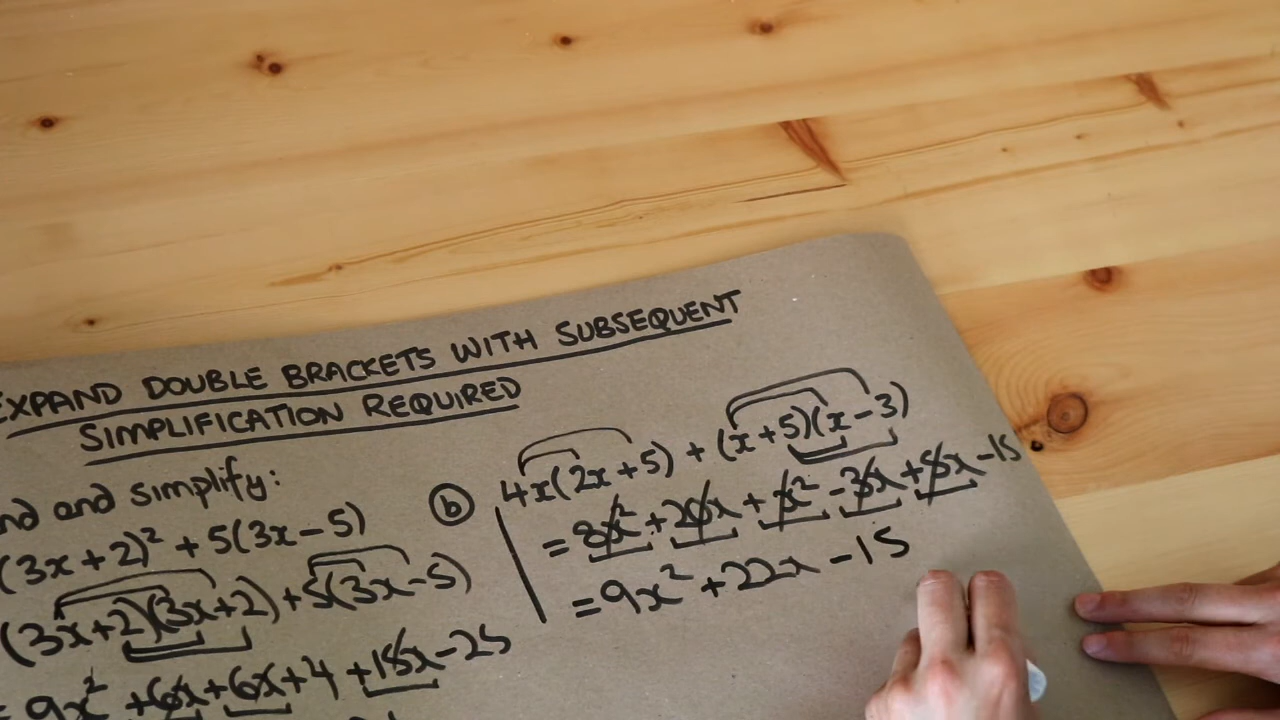 EXPAND DOUBLE BRACKETS WITH SUBSEQUENT
SIMPLIFICATION REQUIRED
and simplify:
(3x+2)² + 5(3x-5)
(3x+2)(3x+2) + 5(3x-5)
= 9x² + 6x + 6x + 4 + 15x - 25
(b) 4x(2x+5) + (x+5)(x-3)
= 8x² + 20x + x² - 3x + 5x - 15
= 9x² + 22x - 15